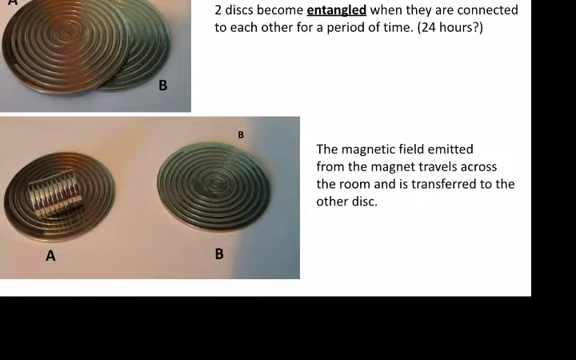 A
2 discs become entangled when they are connected
to each other for a period of time. (24 hours?)
B
B
The magnetic field emitted
from the magnet travels across
the room and is transferred to the
other disc.
A
B